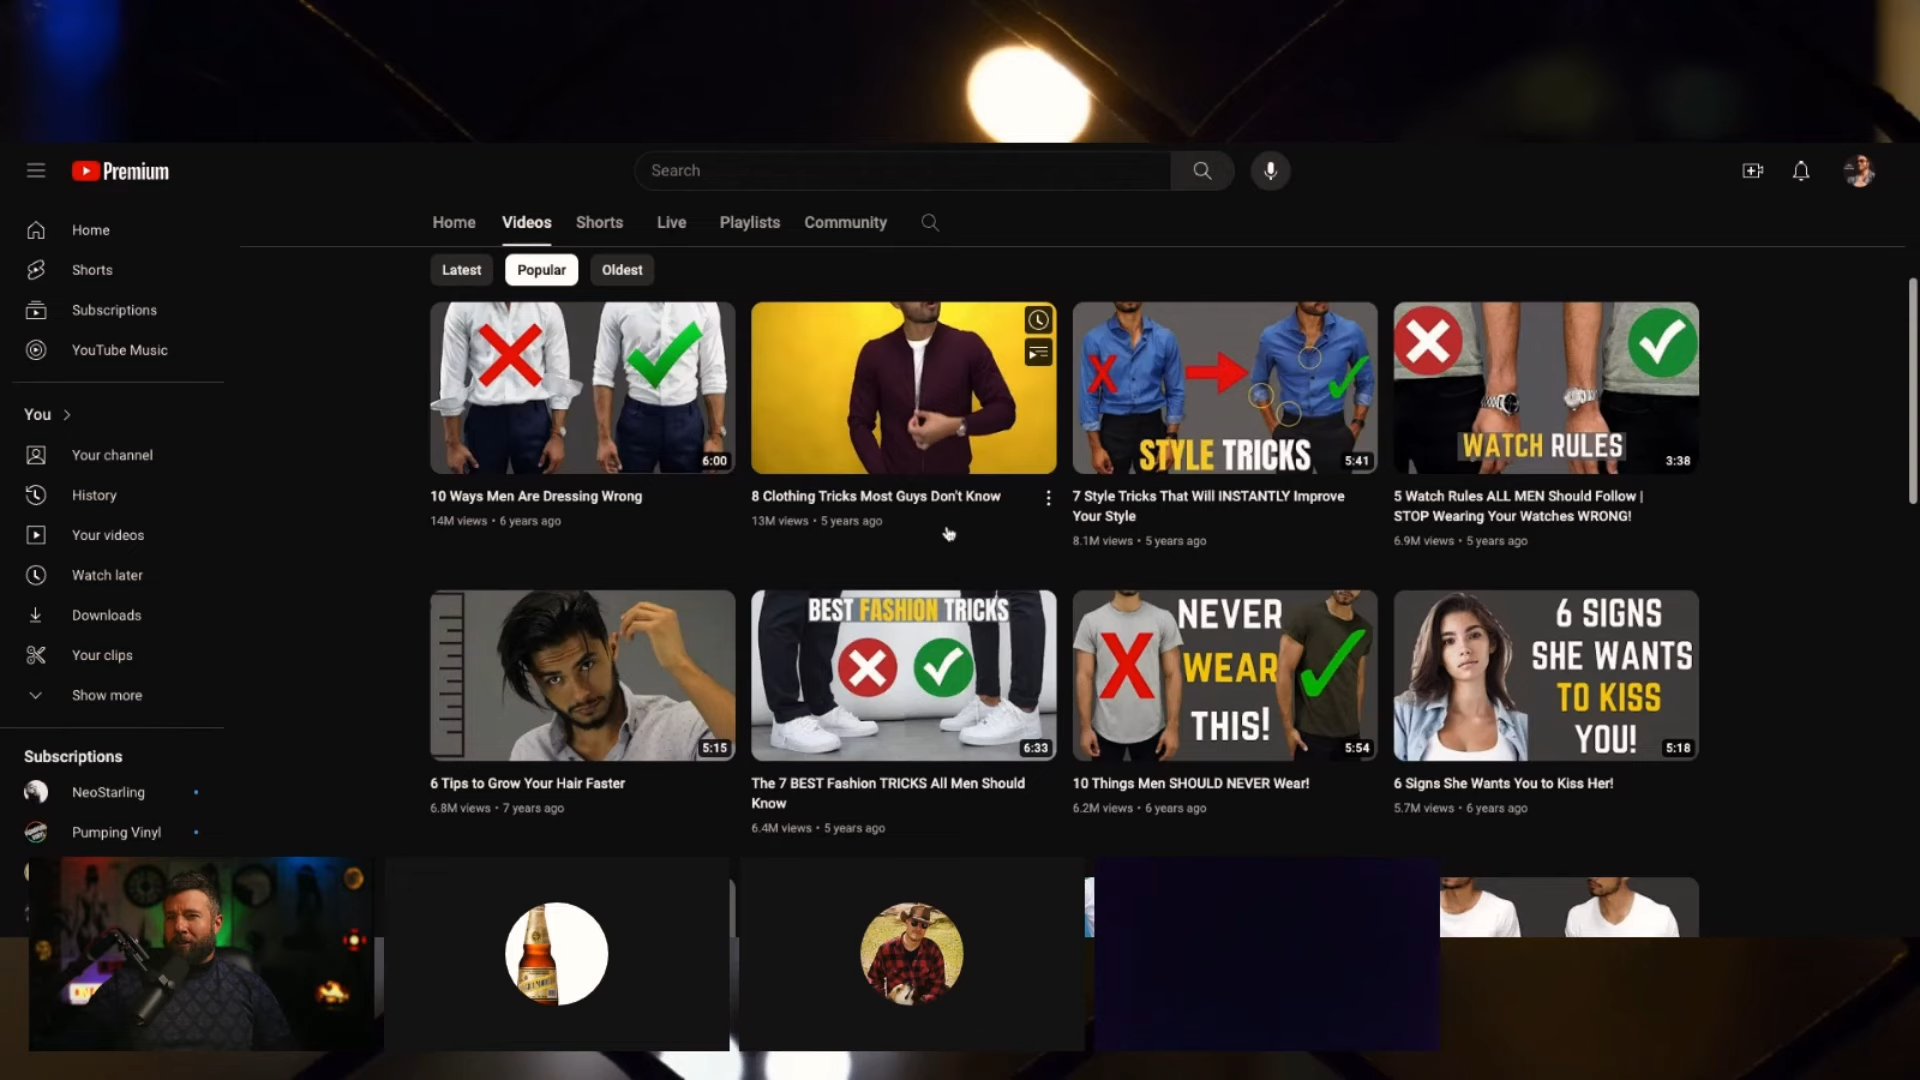 Premium
Search
Home
Videos
Shorts
Live
Playlists
Community
Latest
Popular
Oldest
Home
Shorts
Subscriptions
YouTube Music
You
Your channel
History
Your videos
Watch later
Downloads
Your clips
Show more
Subscriptions
NeoStarling
Pumping Vinyl
6:00
10 Ways Men Are Dressing Wrong
14M views • 6 years ago
8 Clothing Tricks Most Guys Don't Know
13M views • 5 years ago
STYLE TRICKS
5:41
7 Style Tricks That Will INSTANTLY Improve
Your Style
8.1M views • 5 years ago
WATCH RULES
3:38
5 Watch Rules ALL MEN Should Follow |
STOP Wearing Your Watches WRONG!
6.9M views • 5 years ago
5:15
6 Tips to Grow Your Hair Faster
6.8M views • 7 years ago
BEST FASHION TRICKS
6:33
The 7 BEST Fashion TRICKS All Men Should
Know
6.4M views • 5 years ago
NEVER
WEAR
THIS!
5:54
10 Things Men SHOULD NEVER Wear!
6.2M views • 6 years ago
6 SIGNS
SHE WANTS
TO KISS
YOU!
5:18
6 Signs She Wants You to Kiss Her!
5.7M views • 6 years ago